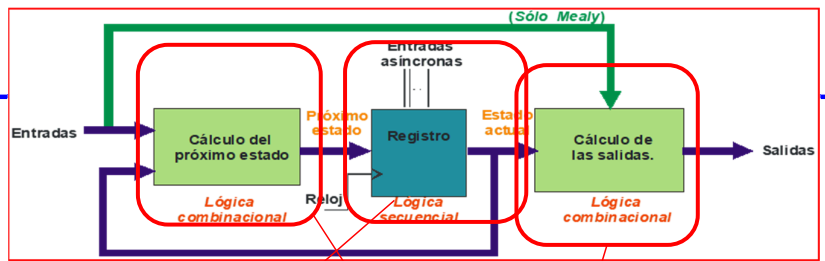 (Sólo Mealy)
Entradas
asíncronas
Entradas
Cálculo del
próximo estado
Próximo
estado
Registro
Estado
actual
Cálculo de
las salidas.
Salidas
Reloj
Lógica
combinacional
Lógica
secuencial
Lógica
combinacional